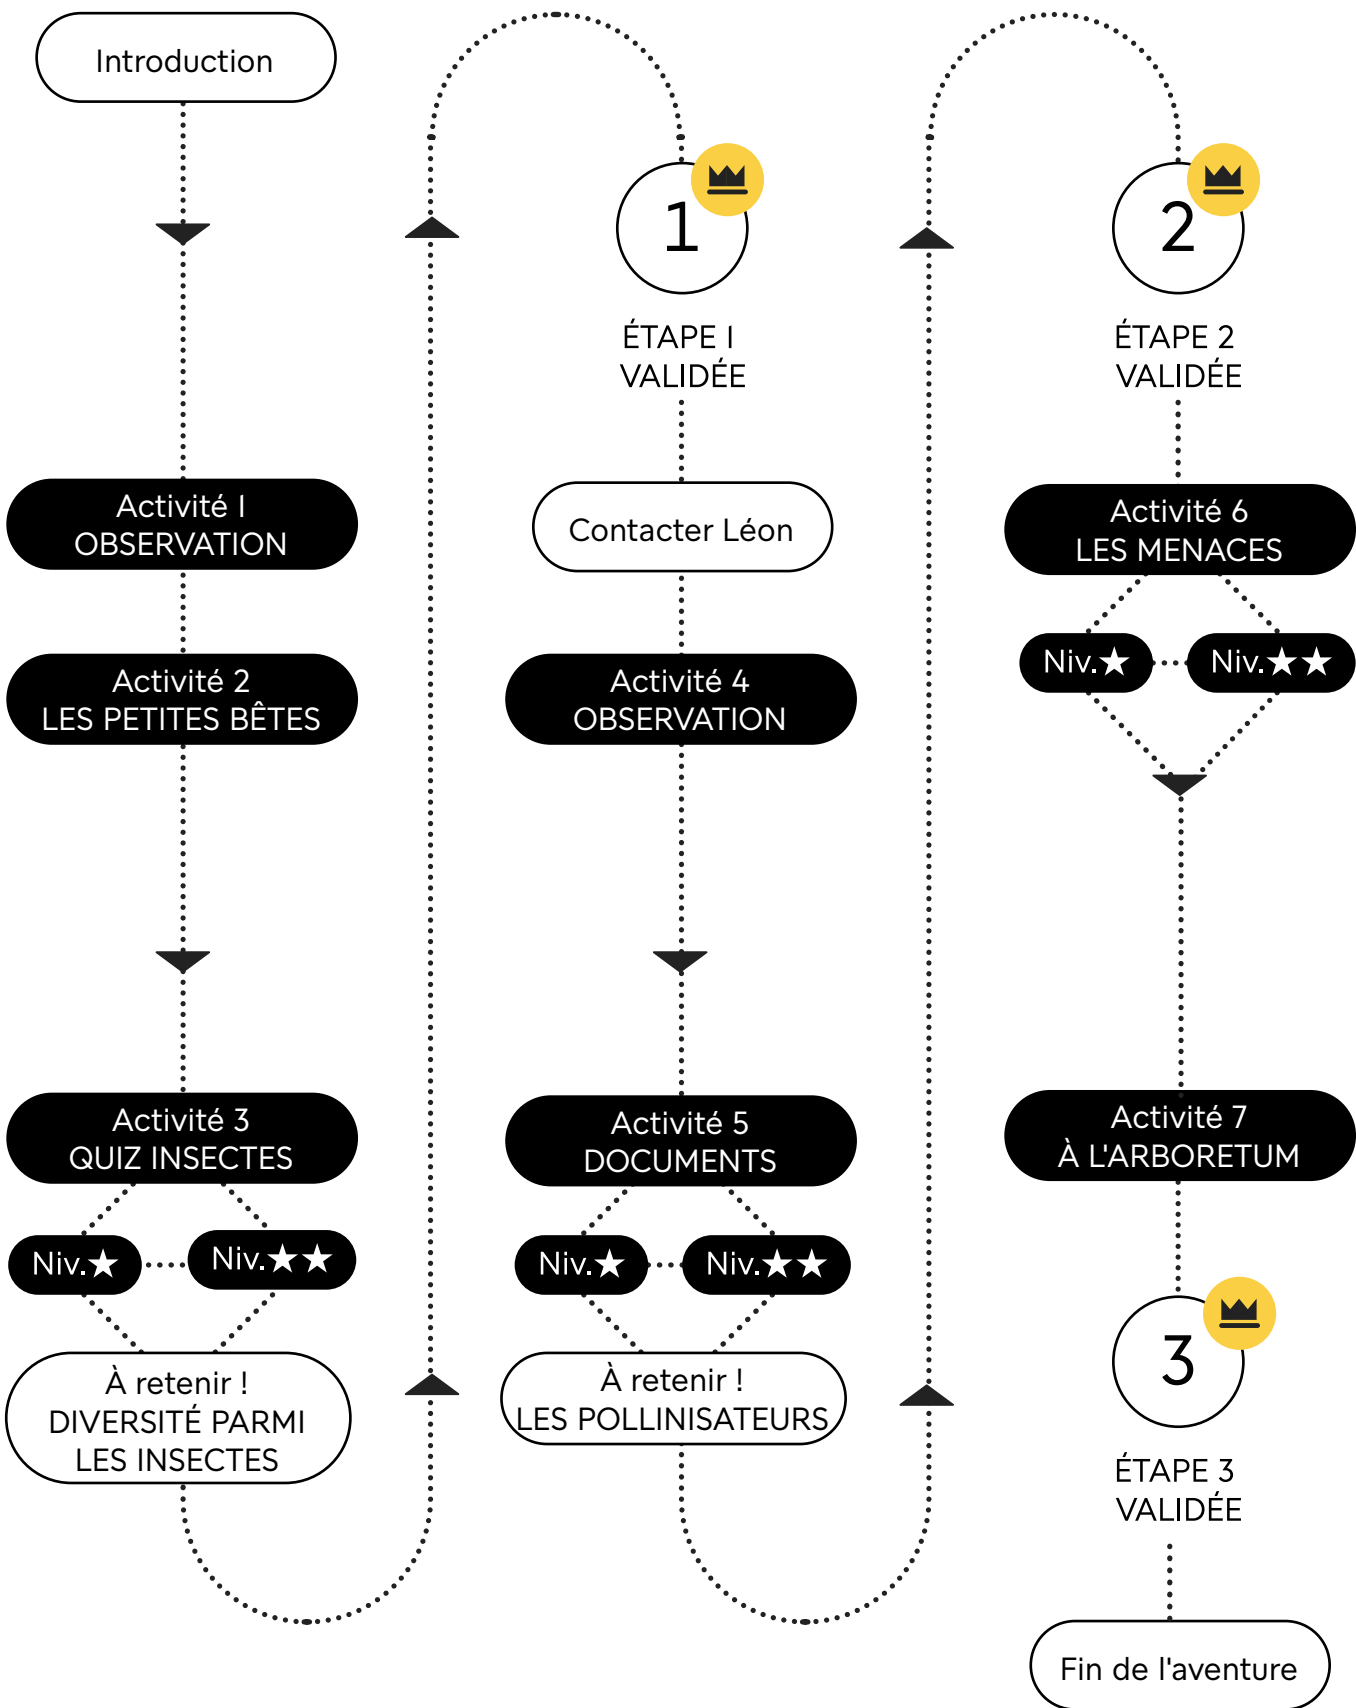 Introduction
Activité 1
OBSERVATION
Activité 2
LES PETITES BÊTES
Activité 3
QUIZ INSECTES
Niv.★
Niv.★★
À retenir !
DIVERSITÉ PARMI
LES INSECTES
1
ÉTAPE 1
VALIDÉE
Contacter Léon
Activité 4
OBSERVATION
Activité 5
DOCUMENTS
Niv.★
Niv.★★
À retenir !
LES POLLINISATEURS
2
ÉTAPE 2
VALIDÉE
Activité 6
LES MENACES
Niv.★
Niv.★★
Activité 7
À L'ARBORETUM
3
ÉTAPE 3
VALIDÉE
Fin de l'aventure